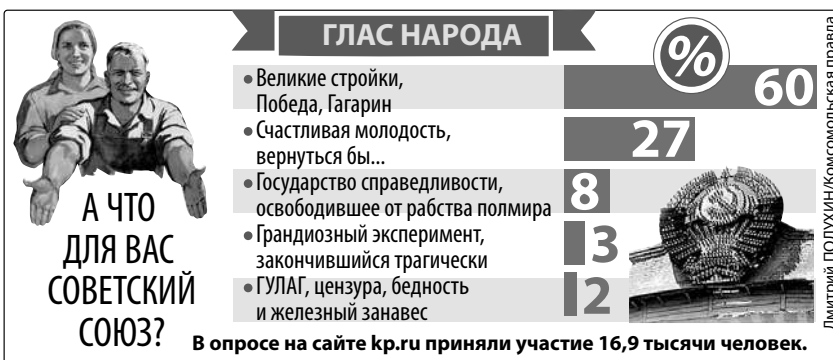 ГЛАС НАРОДА
%
• Великие стройки,
Победа, Гагарин
60
• Счастливая молодость,
вернуться бы...
27
• Государство справедливости,
освободившее от рабства полмира
8
• Грандиозный эксперимент,
закончившийся трагически
3
• ГУЛАГ, цензура, бедность
и железный занавес
2
А ЧТО
ДЛЯ ВАС
СОВЕТСКИЙ
СОЮЗ?
В опросе на сайте kp.ru приняли участие 16,9 тысячи человек.
Дмитрий ПОЛУХИН/Комсомольская правда